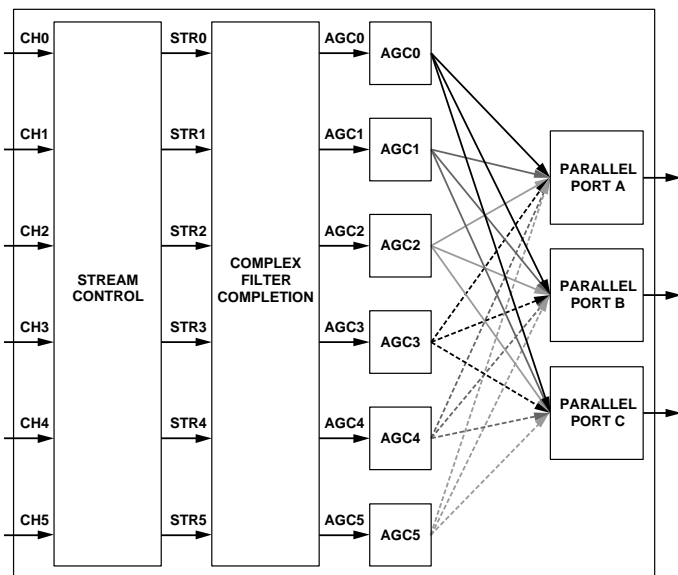 CH0
STR0
AGC0
AGC0
CH1
STR1
AGC1
AGC1
PARALLEL
PORT A
CH2
STR2
AGC2
AGC2
STREAM
CONTROL
COMPLEX
FILTER
COMPLETION
PARALLEL
PORT B
CH3
STR3
AGC3
AGC3
PARALLEL
PORT C
CH4
STR4
AGC4
AGC4
CH5
STR5
AGC5
AGC5